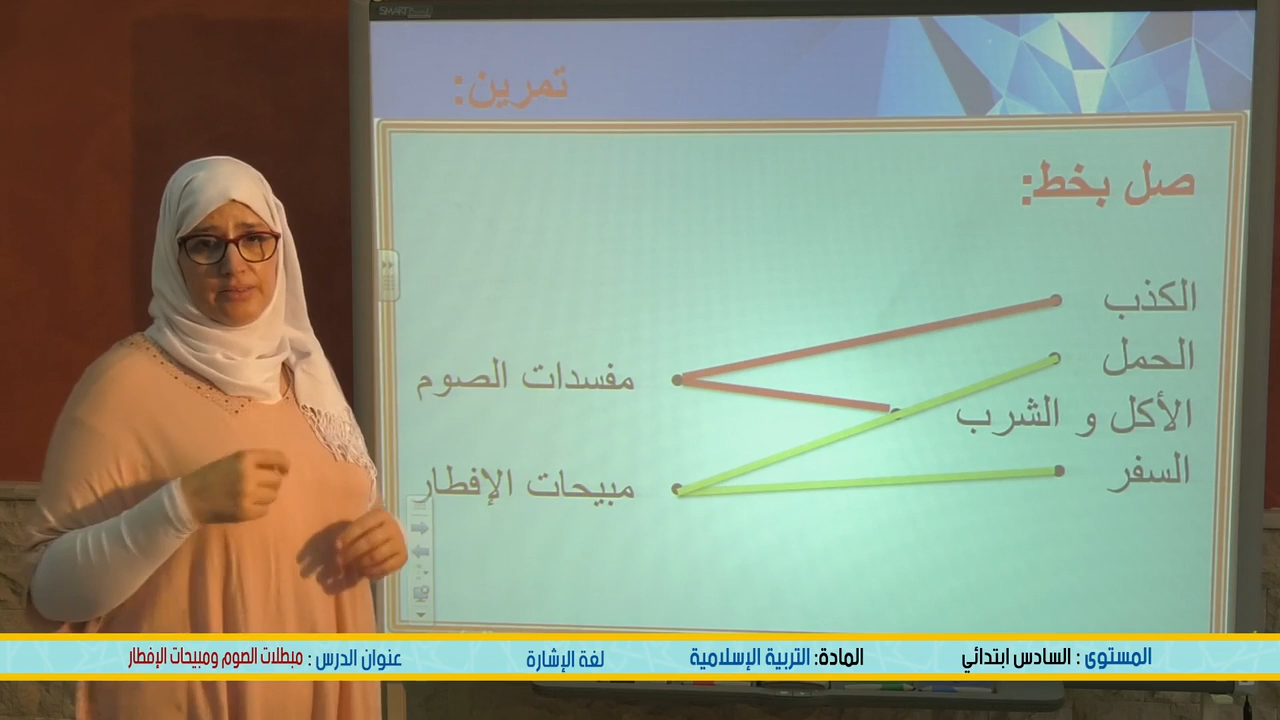 SMART
تمرين:
صل بخط:
الكذب
الحمل
الأكل و الشرب
السفر
مفسدات الصوم
مبيحات الإفطار
المستوى : السادس ابتدائي
المادة: التربية الإسلامية
لغة الإشارة
عنوان الدرس : مبطلات الصوم ومبيحات الإفطار